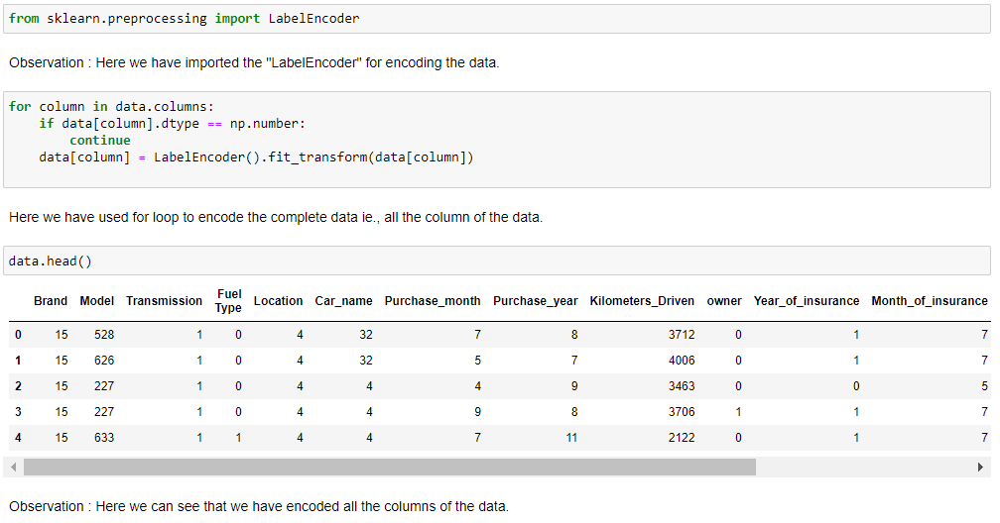 from sklearn.preprocessing import LabelEncoder
Observation : Here we have imported the "LabelEncoder" for encoding the data.
for column in data.columns:
    if data[column].dtype == np.number:
        continue
    data[column] = LabelEncoder().fit_transform(data[column])
Here we have used for loop to encode the complete data ie., all the column of the data.
data.head()
Brand Model Transmission Fuel Type Location Car_name Purchase_month Purchase_year Kilometers_Driven owner Year_of_insurance Month_of_insurance
0 15 528 1 0 4 32 7 8 3712 0 1 7
1 15 626 1 0 4 32 5 7 4006 0 1 7
2 15 227 1 0 4 4 4 9 3463 0 0 5
3 15 227 1 0 4 4 9 8 3706 1 1 7
4 15 633 1 1 4 4 7 11 2122 0 1 7
Observation : Here we can see that we have encoded all the columns of the data.